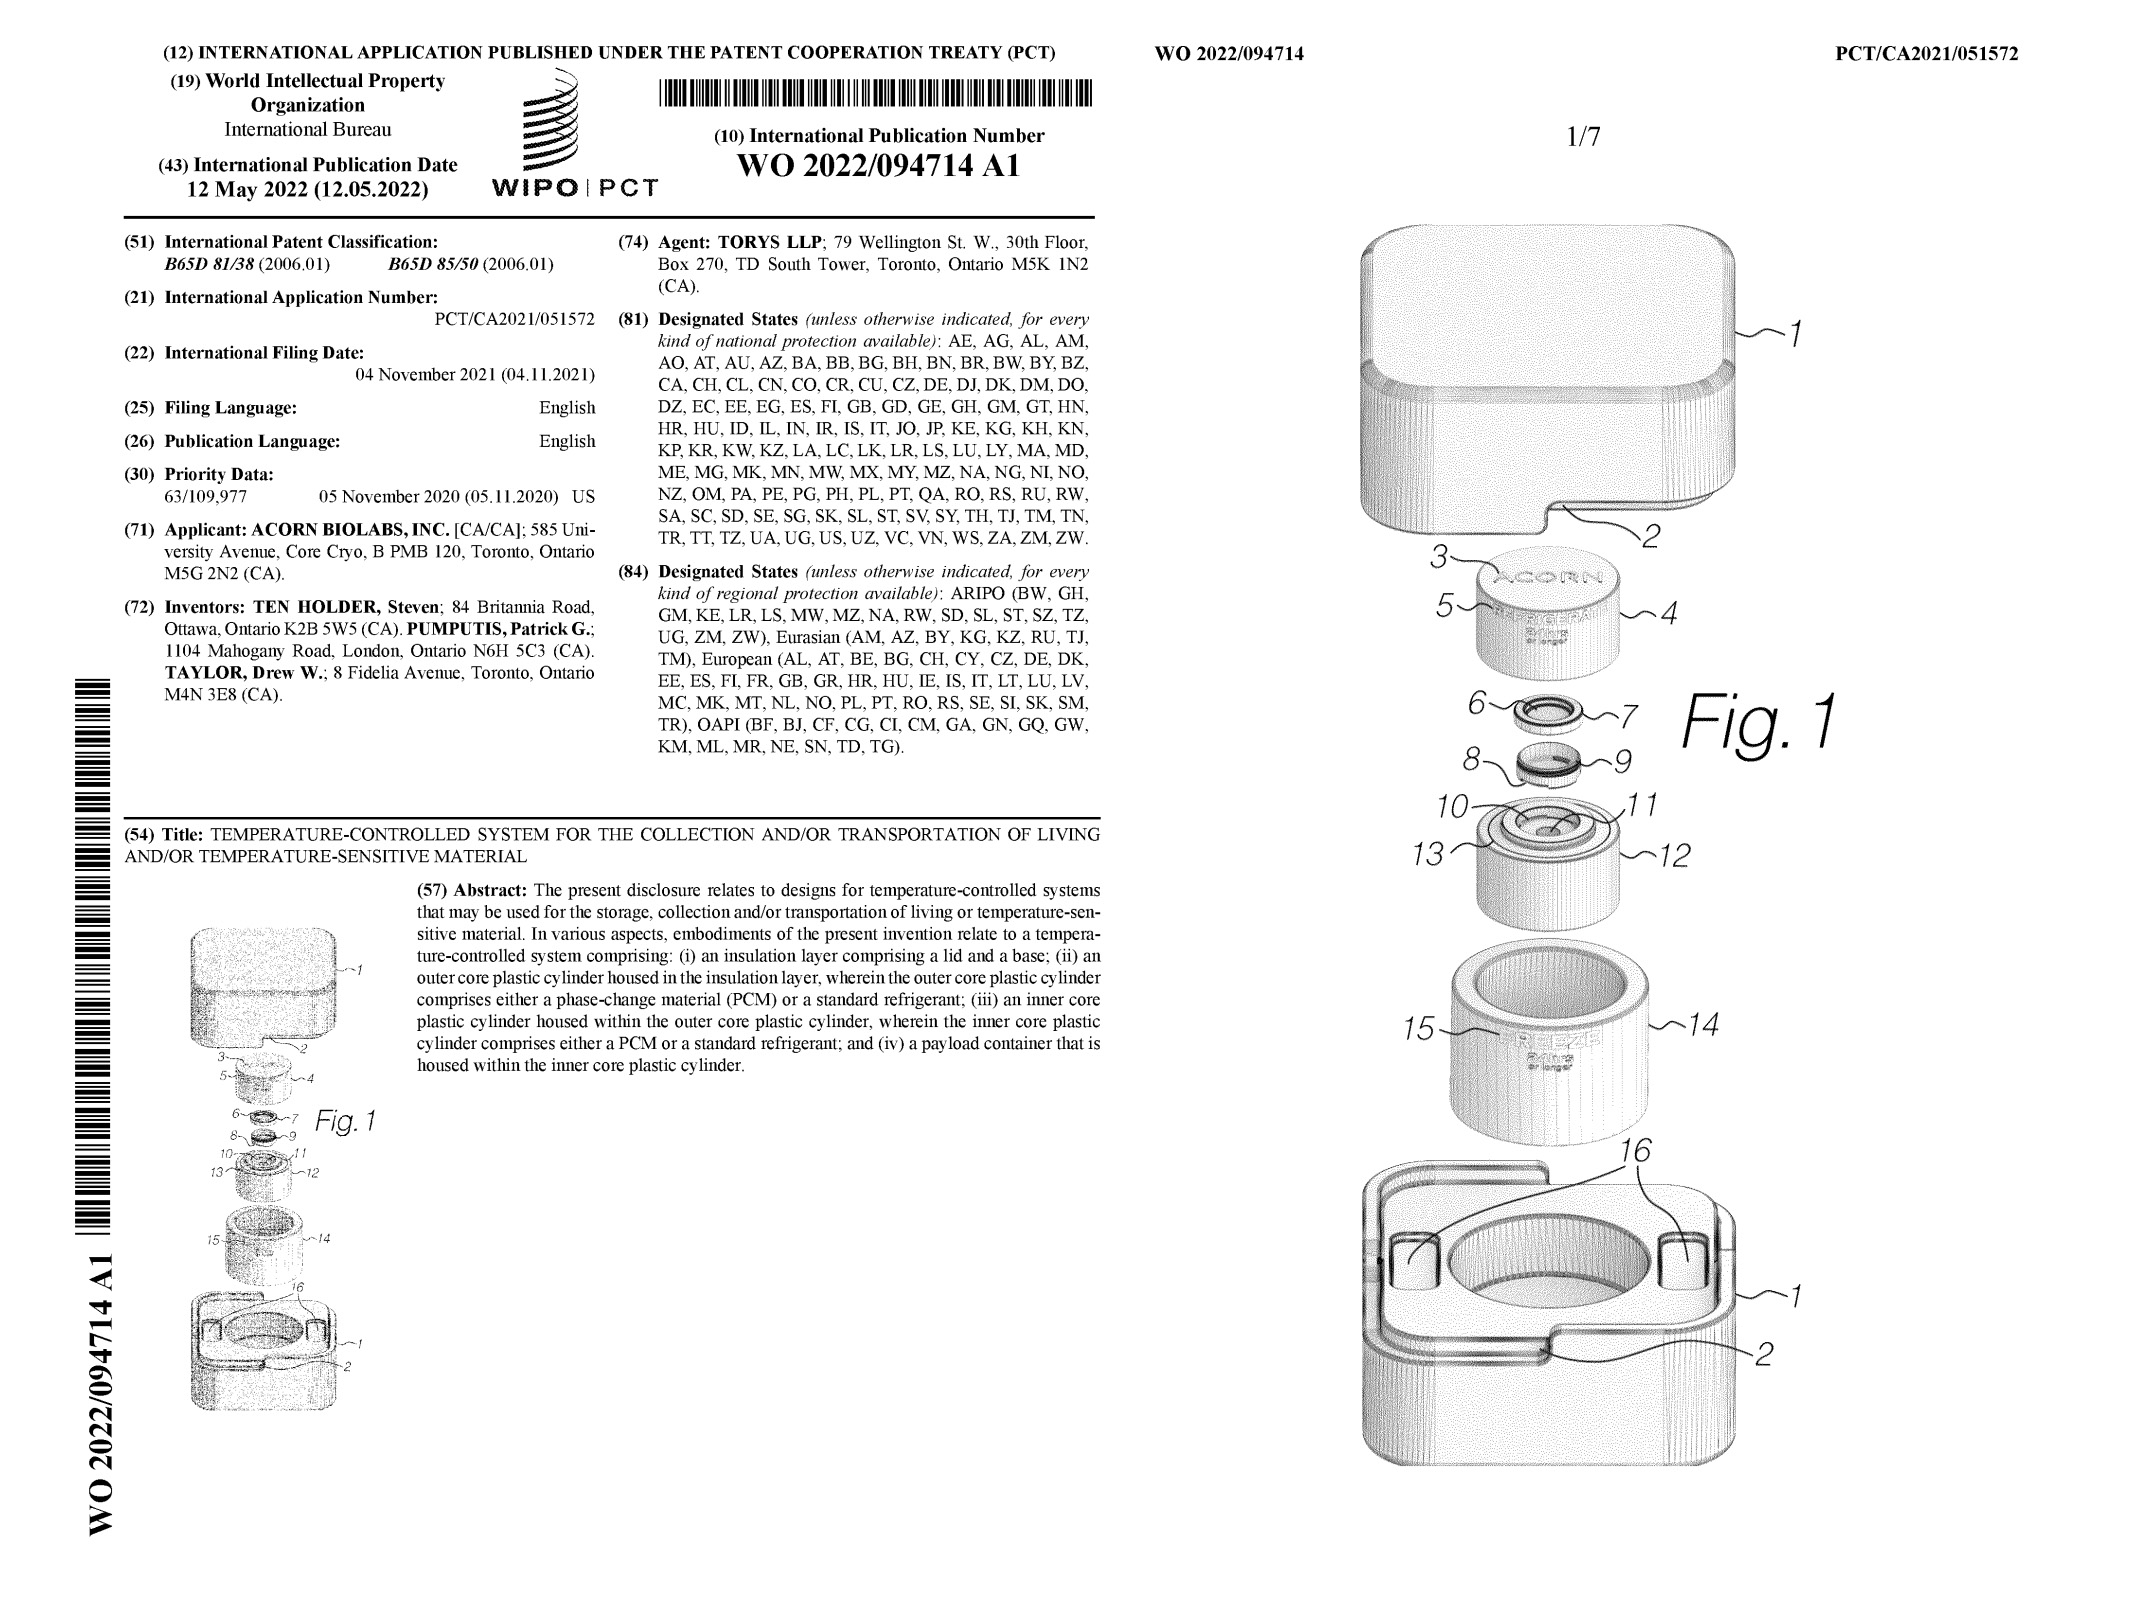 (12) INTERNATIONAL APPLICATION PUBLISHED UNDER THE PATENT COOPERATION TREATY (PCT)
(19) World Intellectual Property
Organization
International Bureau
(43) International Publication Date
12 May 2022 (12.05.2022)
WIPO | PCT
(10) International Publication Number
WO 2022/094714 A1
(51) International Patent Classification:
B65D 81/38 (2006.01) B65D 85/50 (2006.01)
(21) International Application Number:
PCT/CA2021/051572
(22) International Filing Date:
04 November 2021 (04.11.2021)
(25) Filing Language: English
(26) Publication Language: English
(30) Priority Data:
63/109,977 05 November 2020 (05.11.2020) US
(71) Applicant: ACORN BIOLABS, INC. [CA/CA]; 585 Uni-
versity Avenue, Core Cryo, B PMB 120, Toronto, Ontario
M5G 2N2 (CA).
(72) Inventors: TEN HOLDER, Steven; 84 Britannia Road,
Ottawa, Ontario K2B 5W5 (CA). PUMPUTIS, Patrick G.;
1104 Mahogany Road, London, Ontario N6H 5C3 (CA).
TAYLOR, Drew W.; 8 Fidelia Avenue, Toronto, Ontario
M4N 3E8 (CA).
(74) Agent: TORYS LLP; 79 Wellington St. W., 30th Floor,
Box 270, TD South Tower, Toronto, Ontario M5K 1N2
(CA).
(81) Designated States (unless otherwise indicated, for every
kind of national protection available): AE, AG, AL, AM,
AO, AT, AU, AZ, BA, BB, BG, BH, BN, BR, BW, BY, BZ,
CA, CH, CL, CN, CO, CR, CU, CZ, DE, DJ, DK, DM, DO,
DZ, EC, EE, EG, ES, FI, GB, GD, GE, GH, GM, GT, HN,
HR, HU, ID, IL, IN, IR, IS, IT, JO, JP, KE, KG, KH, KN,
KP, KR, KW, KZ, LA, LC, LK, LR, LS, LU, LY, MA, MD,
ME, MG, MK, MN, MW, MX, MY, MZ, NA, NG, NI, NO,
NZ, OM, PA, PE, PG, PH, PL, PT, QA, RO, RS, RU, RW,
SA, SC, SD, SE, SG, SK, SL, ST, SV, SY, TH, TJ, TM, TN,
TR, TT, TZ, UA, UG, US, UZ, VC, VN, WS, ZA, ZM, ZW.
(84) Designated States (unless otherwise indicated, for every
kind of regional protection available): ARIPO (BW, GH,
GM, KE, LR, LS, MW, MZ, NA, RW, SD, SL, ST, SZ, TZ,
UG, ZM, ZW), Eurasian (AM, AZ, BY, KG, KZ, RU, TJ,
TM), European (AL, AT, BE, BG, CH, CY, CZ, DE, DK,
EE, ES, FI, FR, GB, GR, HR, HU, IE, IS, IT, LT, LU, LV,
MC, MK, MT, NL, NO, PL, PT, RO, RS, SE, SI, SK, SM,
TR), OAPI (BF, BJ, CF, CG, CI, CM, GA, GN, GQ, GW,
KM, ML, MR, NE, SN, TD, TG).
(54) Title: TEMPERATURE-CONTROLLED SYSTEM FOR THE COLLECTION AND/OR TRANSPORTATION OF LIVING
AND/OR TEMPERATURE-SENSITIVE MATERIAL
(57) Abstract: The present disclosure relates to designs for temperature-controlled systems
that may be used for the storage, collection and/or transportation of living or temperature-sen-
sitive material. In various aspects, embodiments of the present invention relate to a tempera-
ture-controlled system comprising: (i) an insulation layer comprising a lid and a base; (ii) an
outer core plastic cylinder housed in the insulation layer, wherein the outer core plastic cylinder
comprises either a phase-change material (PCM) or a standard refrigerant; (iii) an inner core
plastic cylinder housed within the outer core plastic cylinder, wherein the inner core plastic
cylinder comprises either a PCM or a standard refrigerant; and (iv) a payload container that is
housed within the inner core plastic cylinder.
1
2
3
5 4
6 7
Fig. 1
8 9
10 11
13 12
15 14
16
1
2
WO 2022/094714 A1
WO 2022/094714 PCT/CA2021/051572
1/7
1
2
3
ACORN
5 4
REFRIGERA
24 hrs
or longer
6 7
Fig. 1
8 9
10 11
13 12
15 14
FREEZE
24 hrs
or longer
16
1
2